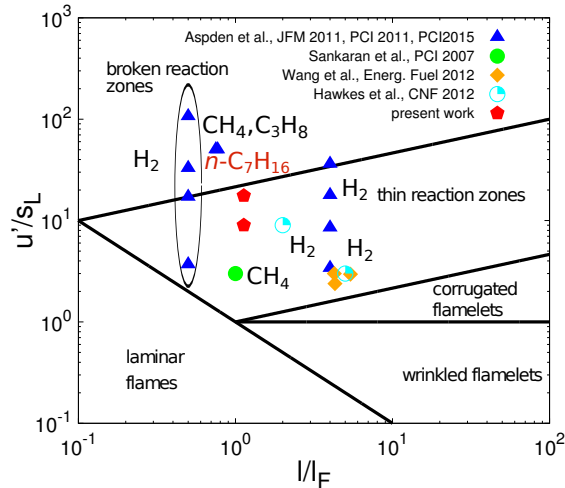 Aspden et al., JFM 2011, PCI 2011, PCI2015
Sankaran et al., PCI 2007
Wang et al., Energ. Fuel 2012
Hawkes et al., CNF 2012
present work
broken reaction
zones
CH₄,C₃H₈
H₂
n-C₇H₁₆
H₂
thin reaction zones
H₂
H₂
CH₄
corrugated
flamelets
laminar
flames
wrinkled flamelets
10³
10²
10¹
10⁰
10⁻¹
u'/s_L
10⁻¹ 10⁰ 10¹ 10²
l/l_F